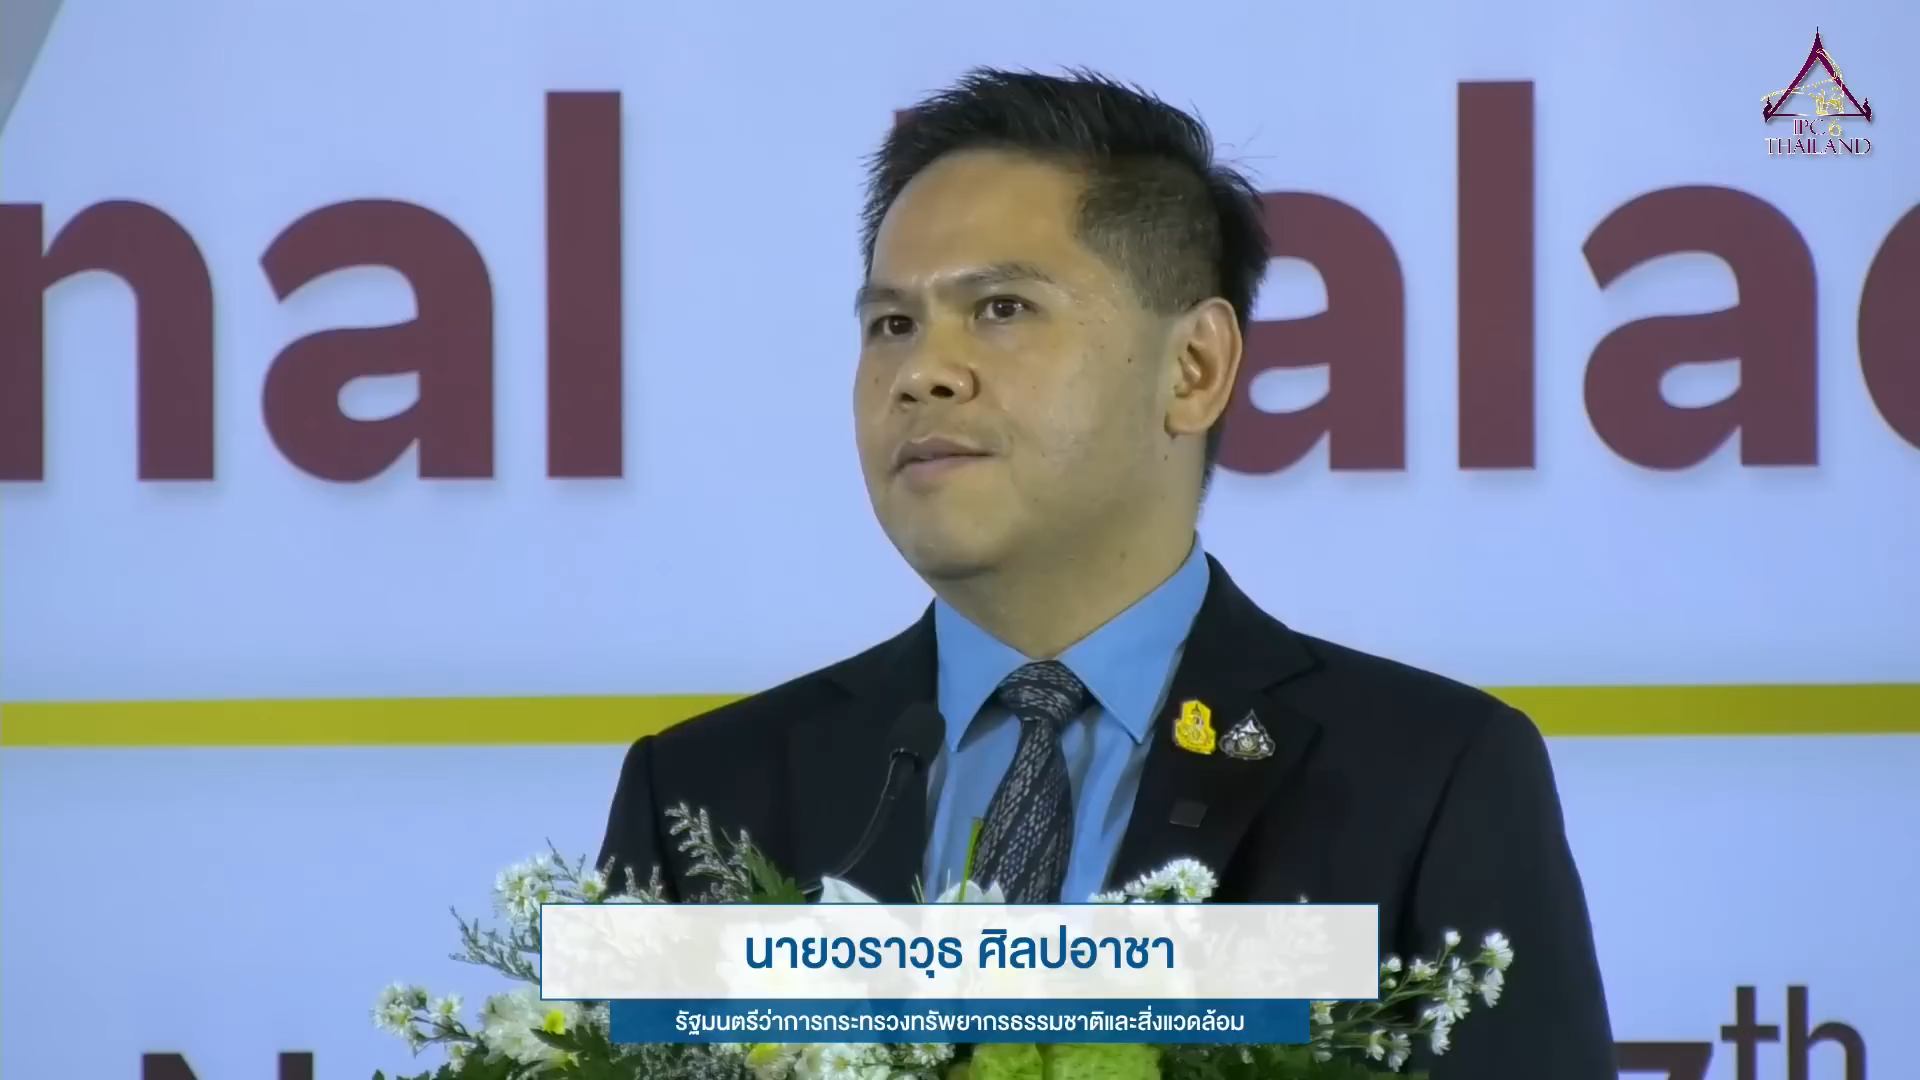 IPC6
THAILAND
nal Palae
นายวราวุธ ศิลปอาชา
รัฐมนตรีว่าการกระทรวงทรัพยากรธรรมชาติและสิ่งแวดล้อม
7th